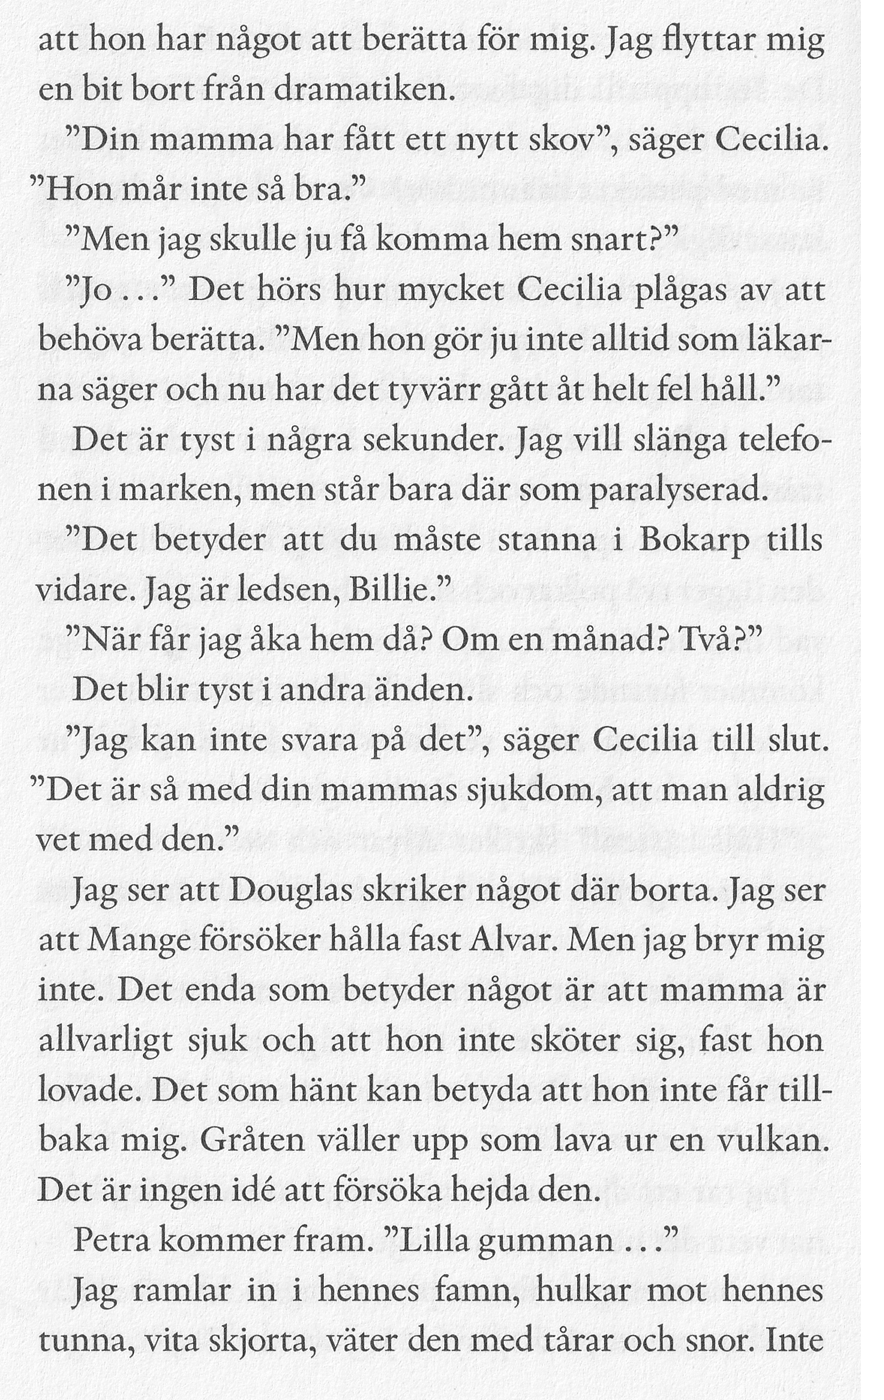 att hon har något att berätta för mig. Jag flyttar mig
en bit bort från dramatiken.
”Din mamma har fått ett nytt skov”, säger Cecilia.
”Hon mår inte så bra.”
”Men jag skulle ju få komma hem snart?”
”Jo . . .” Det hörs hur mycket Cecilia plågas av att
behöva berätta. ”Men hon gör ju inte alltid som läkar-
na säger och nu har det tyvärr gått åt helt fel håll.”
Det är tyst i några sekunder. Jag vill slänga telefo-
nen i marken, men står bara där som paralyserad.
”Det betyder att du måste stanna i Bokarp tills
vidare. Jag är ledsen, Billie.”
”När får jag åka hem då? Om en månad? Två?”
Det blir tyst i andra änden.
”Jag kan inte svara på det”, säger Cecilia till slut.
”Det är så med din mammas sjukdom, att man aldrig
vet med den.”
Jag ser att Douglas skriker något där borta. Jag ser
att Mange försöker hålla fast Alvar. Men jag bryr mig
inte. Det enda som betyder något är att mamma är
allvarligt sjuk och att hon inte sköter sig, fast hon
lovade. Det som hänt kan betyda att hon inte får till-
baka mig. Gråten väller upp som lava ur en vulkan.
Det är ingen idé att försöka hejda den.
Petra kommer fram. ”Lilla gumman . . .”
Jag ramlar in i hennes famn, hulkar mot hennes
tunna, vita skjorta, väter den med tårar och snor. Inte